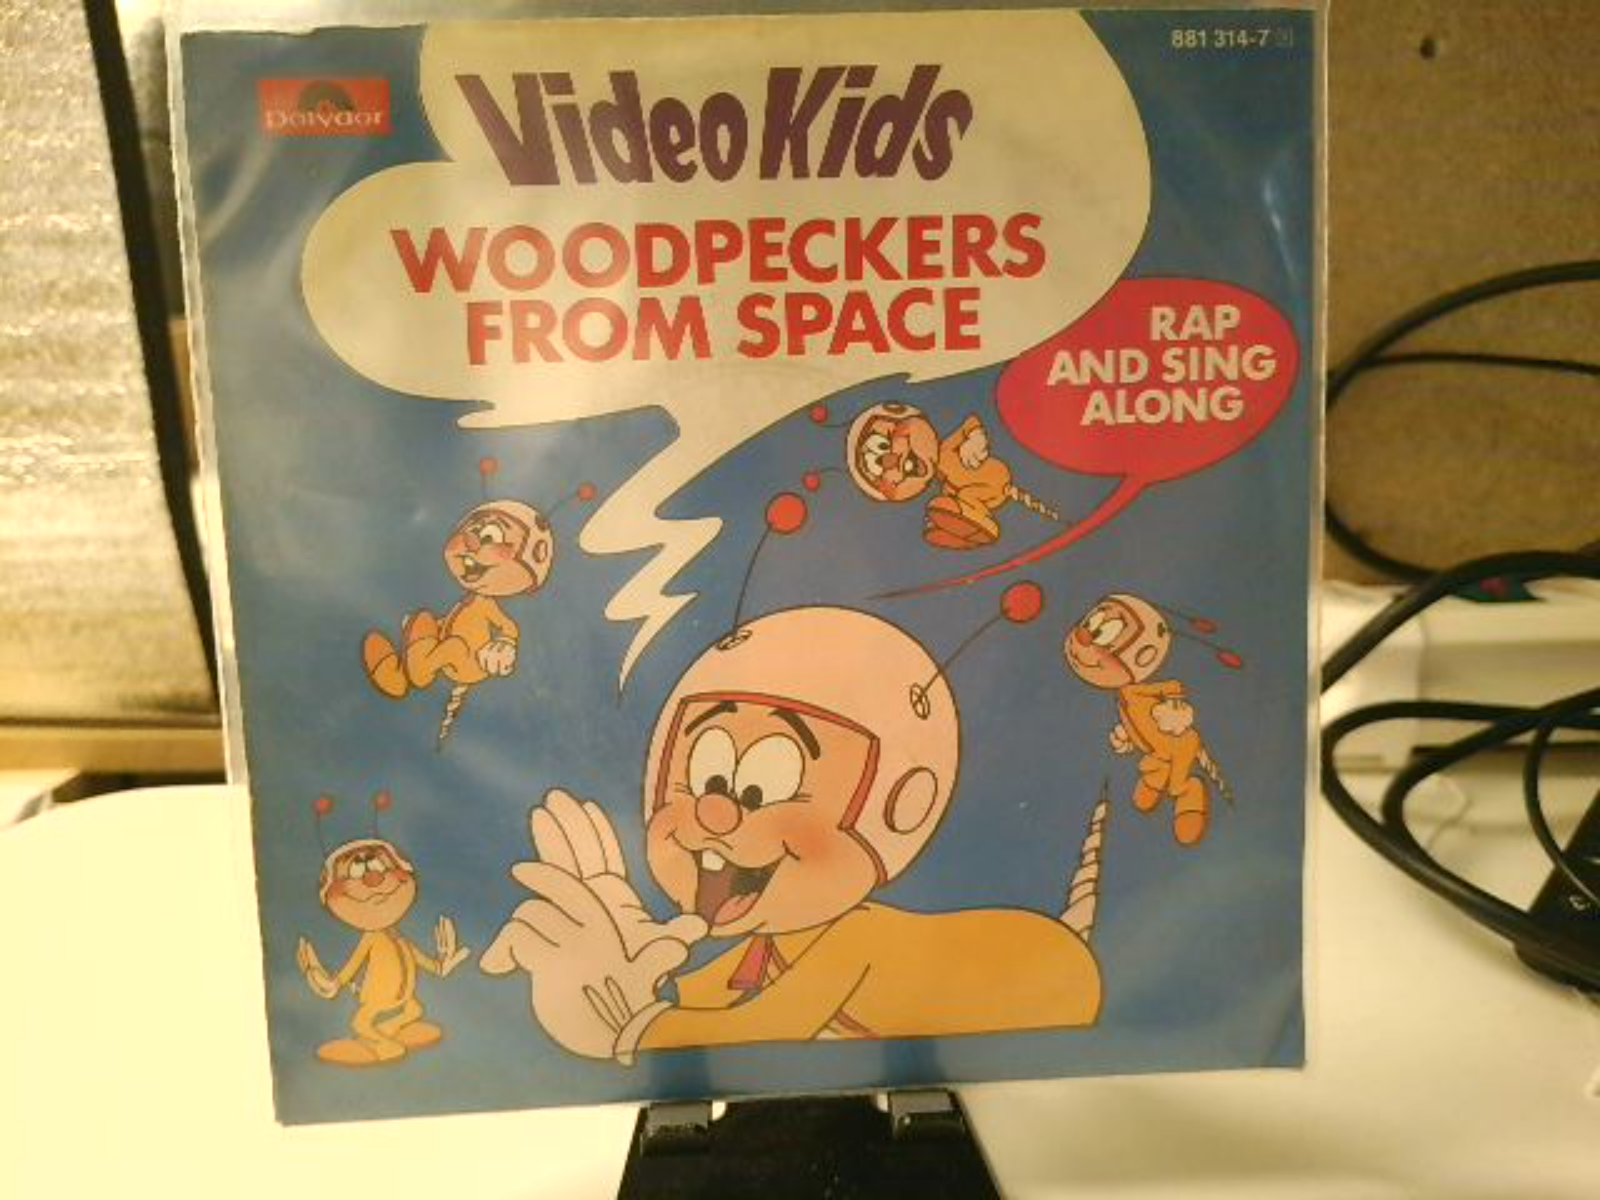 881 314-7
Polydor
Video Kids
WOODPECKERS
FROM SPACE
RAP
AND SING
ALONG